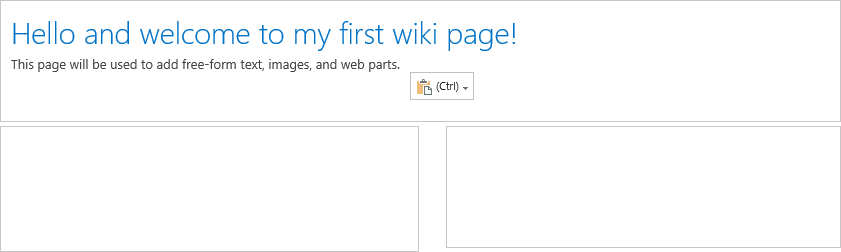 Hello and welcome to my first wiki page!
This page will be used to add free-form text, images, and web parts.
(Ctrl)